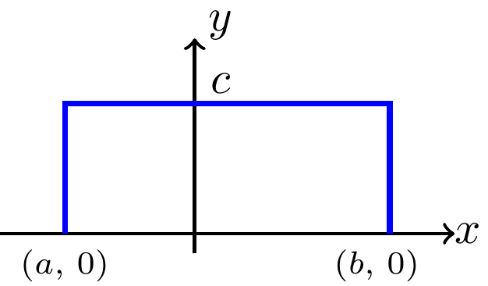 y
c
x
(a, 0)
(b, 0)